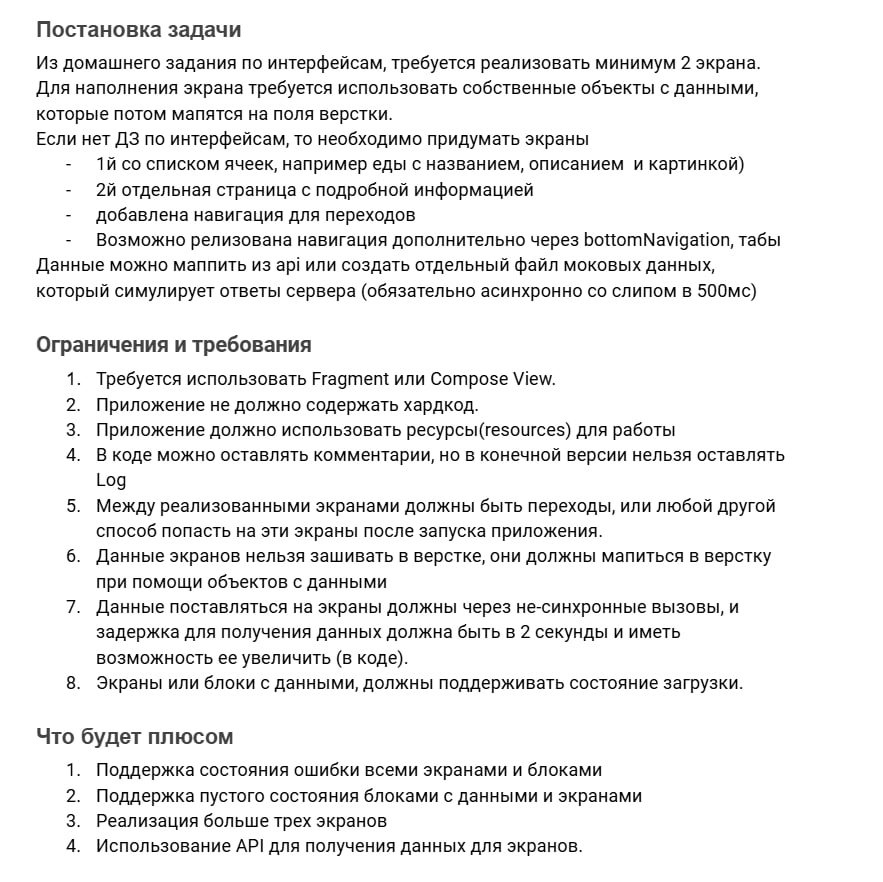 Постановка задачи
Из домашнего задания по интерфейсам, требуется реализовать минимум 2 экрана.
Для наполнения экрана требуется использовать собственные объекты с данными,
которые потом мапятся на поля верстки.
Если нет ДЗ по интерфейсам, то необходимо придумать экраны
- 1й со списком ячеек, например еды с названием, описанием и картинкой)
- 2й отдельная страница с подробной информацией
- добавлена навигация для переходов
- Возможно релизована навигация дополнительно через bottomNavigation, табы
Данные можно маппить из api или создать отдельный файл моковых данных,
который симулирует ответы сервера (обязательно асинхронно со слипом в 500мс)
Ограничения и требования
1. Требуется использовать Fragment или Compose View.
2. Приложение не должно содержать хардкод.
3. Приложение должно использовать ресурсы(resources) для работы
4. В коде можно оставлять комментарии, но в конечной версии нельзя оставлять
Log
5. Между реализованными экранами должны быть переходы, или любой другой
способ попасть на эти экраны после запуска приложения.
6. Данные экранов нельзя зашивать в верстке, они должны мапиться в верстку
при помощи объектов с данными
7. Данные поставляться на экраны должны через не-синхронные вызовы, и
задержка для получения данных должна быть в 2 секунды и иметь
возможность ее увеличить (в коде).
8. Экраны или блоки с данными, должны поддерживать состояние загрузки.
Что будет плюсом
1. Поддержка состояния ошибки всеми экранами и блоками
2. Поддержка пустого состояния блоками с данными и экранами
3. Реализация больше трех экранов
4. Использование API для получения данных для экранов.